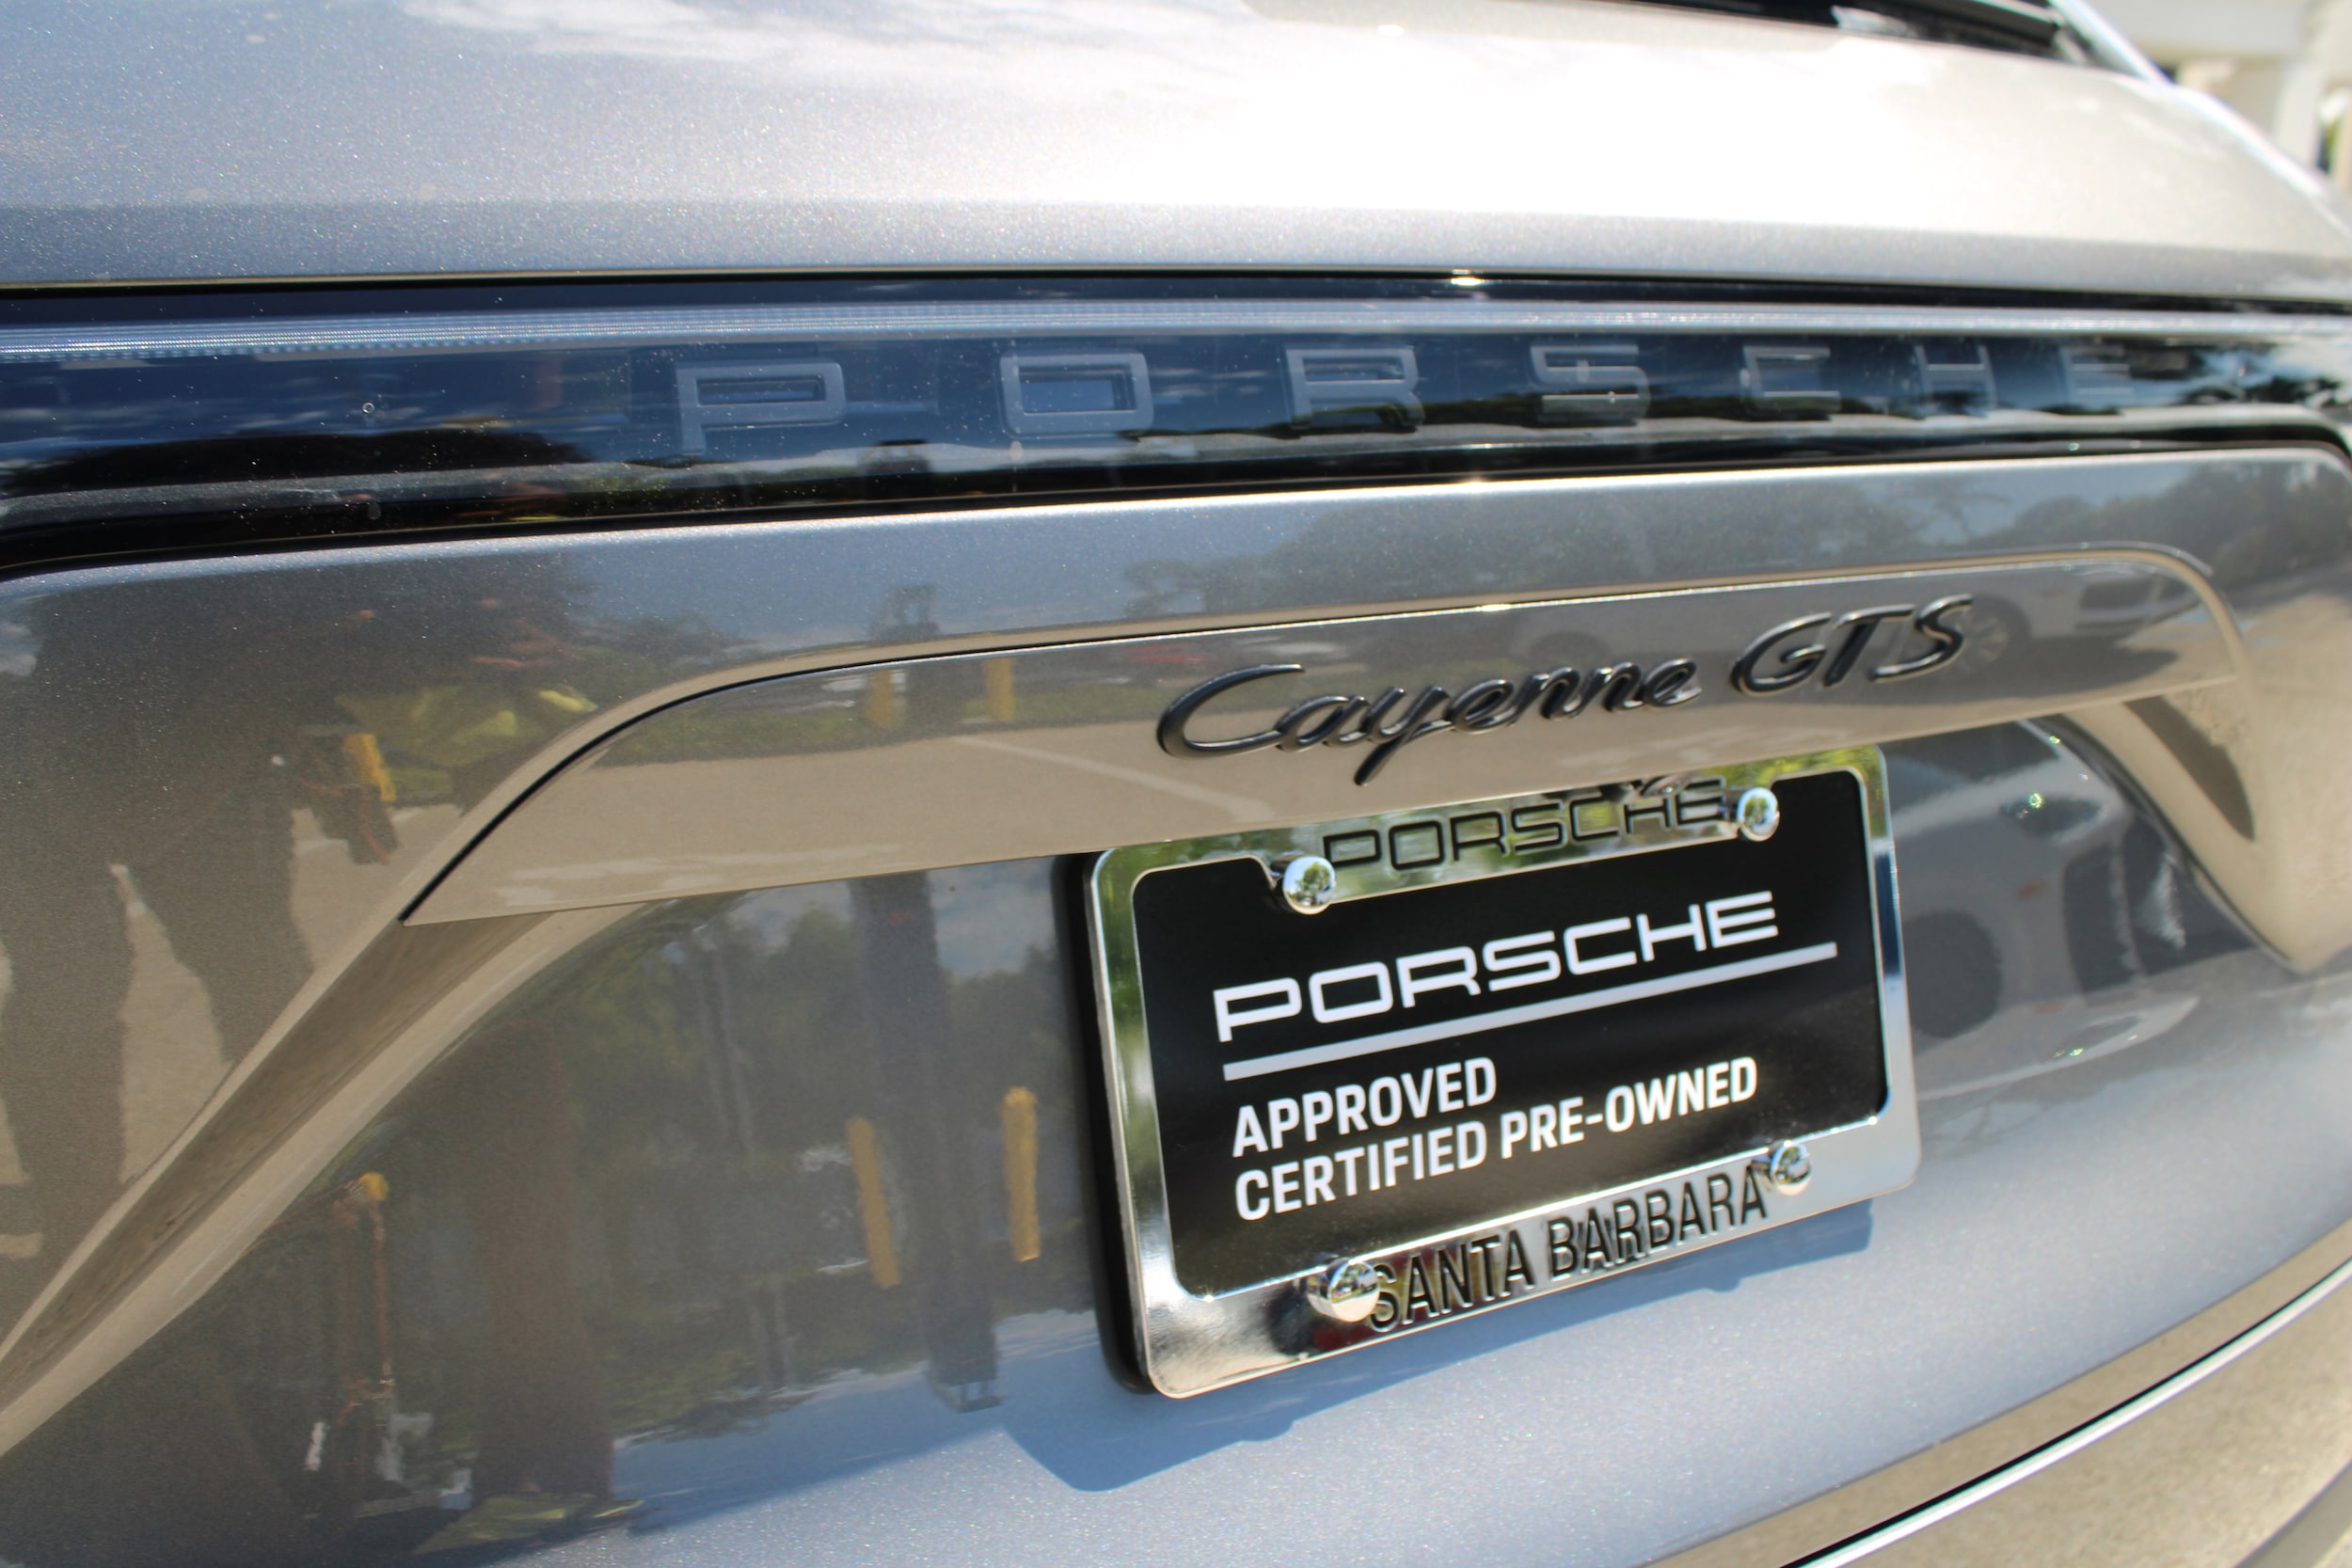 PORSCHE
Cayenne GTS
PORSCHE
PORSCHE
APPROVED
CERTIFIED PRE-OWNED
SANTA BARBARA